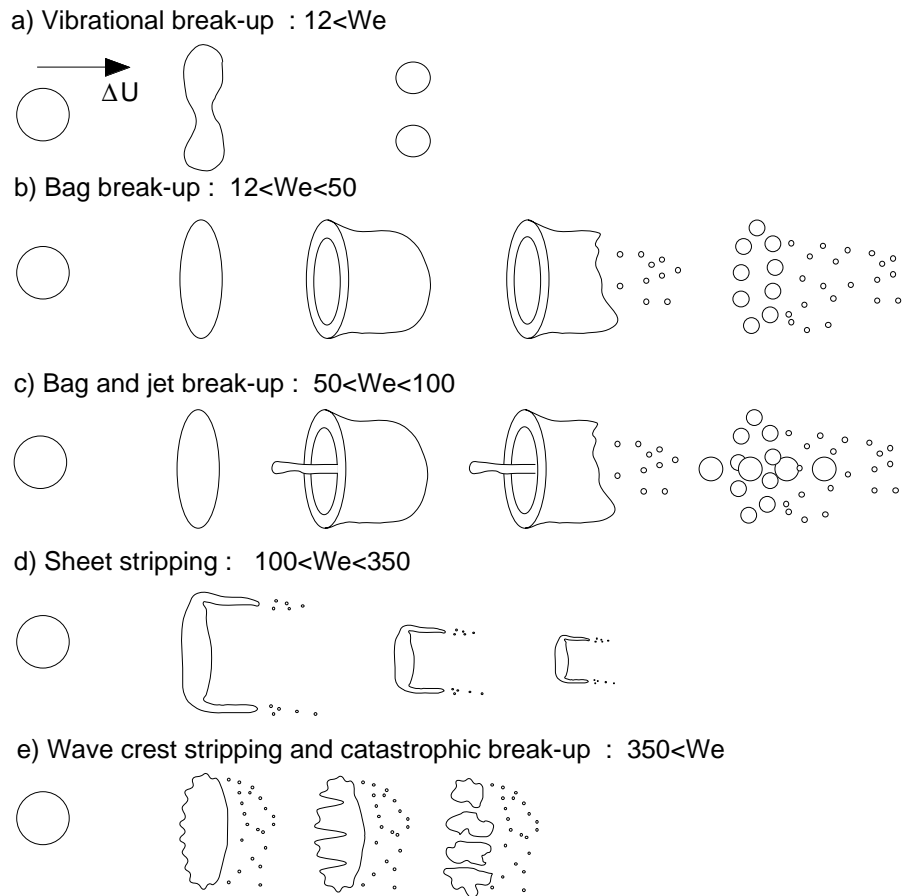 a) Vibrational break-up : 12<We
ΔU
b) Bag break-up : 12<We<50
c) Bag and jet break-up : 50<We<100
d) Sheet stripping : 100<We<350
e) Wave crest stripping and catastrophic break-up : 350<We